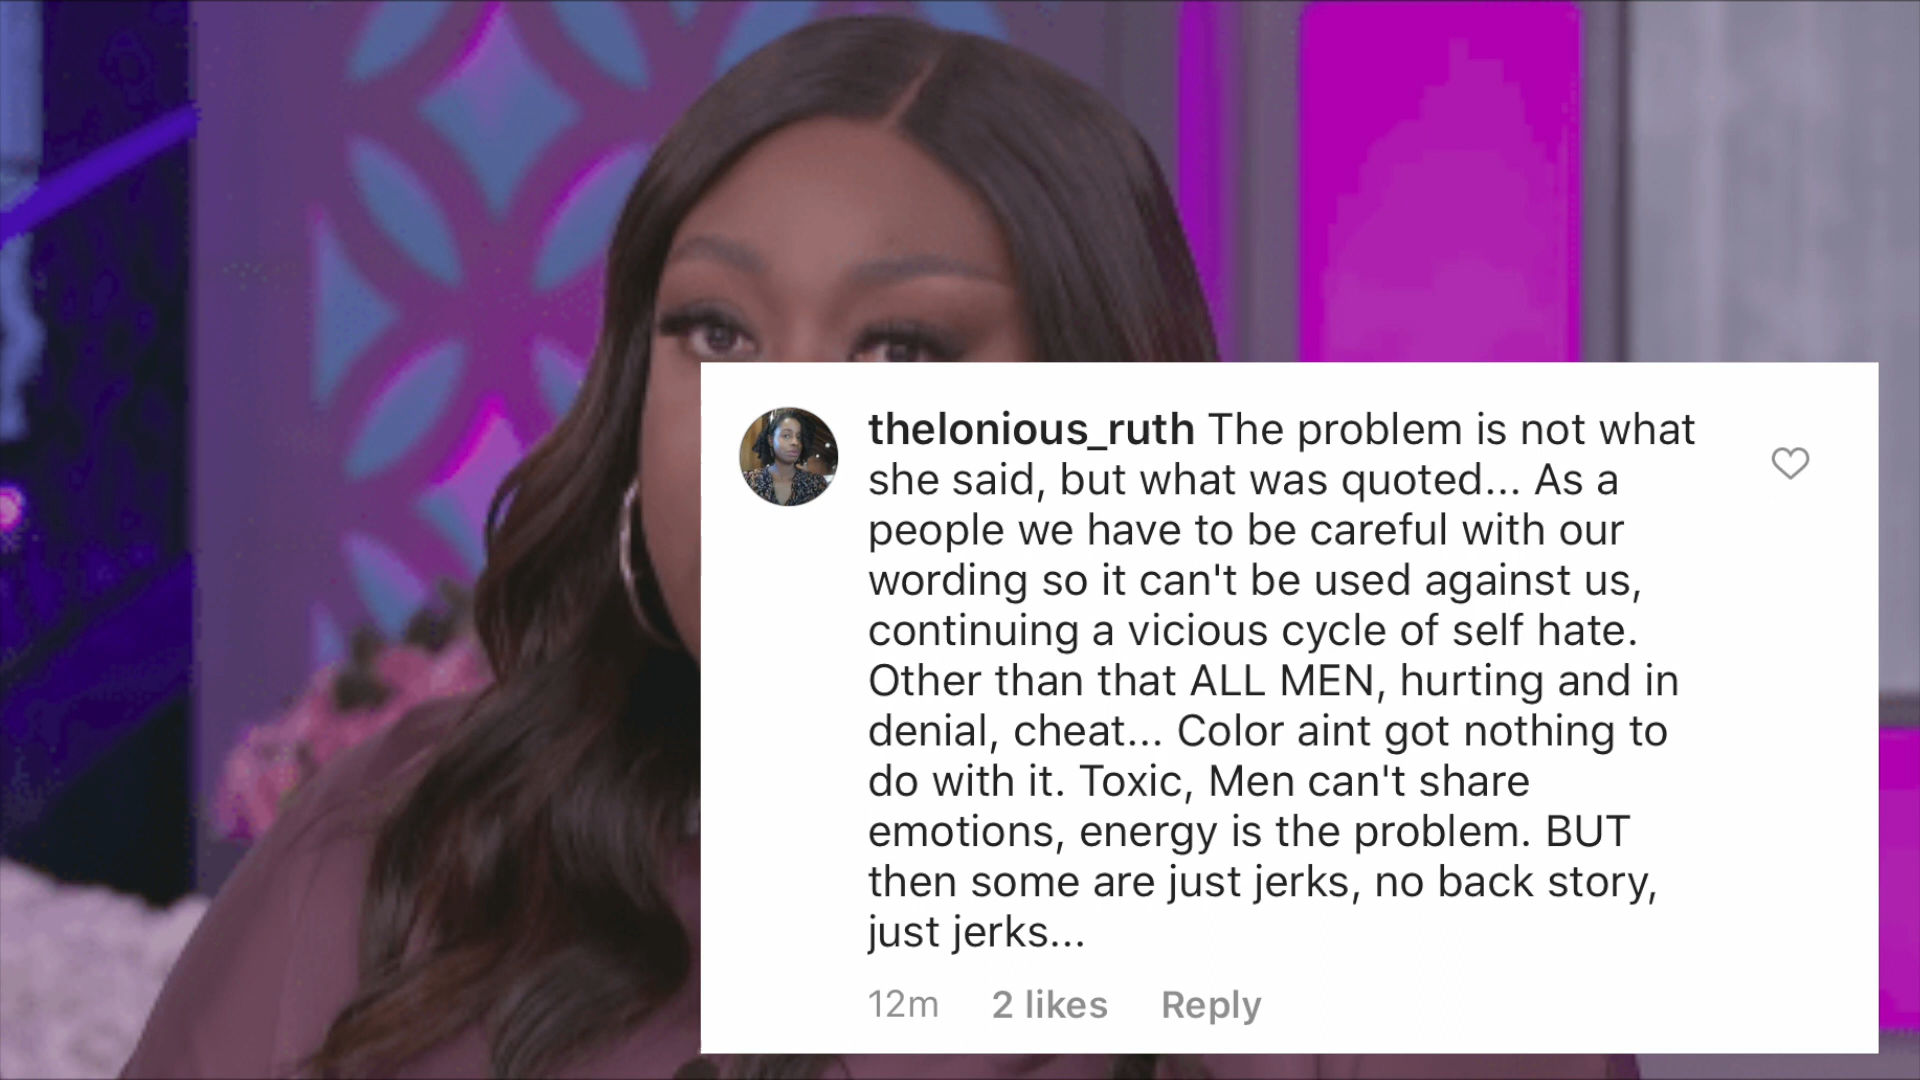 thelonious_ruth The problem is not what
she said, but what was quoted... As a
people we have to be careful with our
wording so it can't be used against us,
continuing a vicious cycle of self hate.
Other than that ALL MEN, hurting and in
denial, cheat... Color aint got nothing to
do with it. Toxic, Men can't share
emotions, energy is the problem. BUT
then some are just jerks, no back story,
just jerks...
12m 2 likes Reply